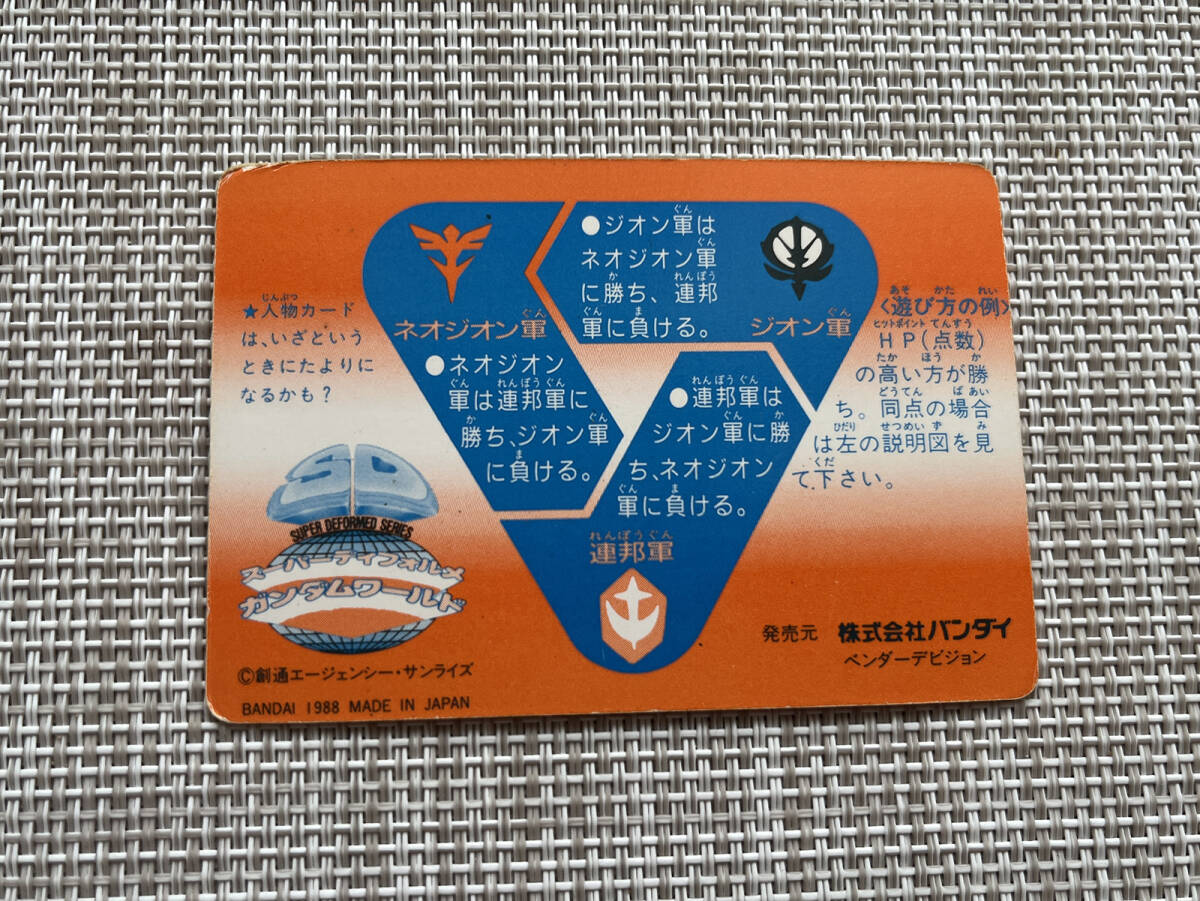 ★人物カード
は、いざという
ときにたよりに
なるかも?
ネオジオン軍
●ジオン軍は
ネオジオン軍
に勝ち、連邦
軍に負ける。
ジオン軍
●ネオジオン
軍は連邦軍に
勝ち、ジオン軍
に負ける。
●連邦軍は
ジオン軍に勝
ち、ネオジオン
軍に負ける。
連邦軍
〈遊び方の例〉
HP(点数)
の高い方が勝
ち。同点の場合
は左の説明図を見
て下さい。
SD
SUPER DEFORMED SERIES
スーパーディフォルメ
ガンダムワールド
©創通エージェンシー・サンライズ
BANDAI 1988 MADE IN JAPAN
発売元 株式会社バンダイ
ベンダーデビジョン